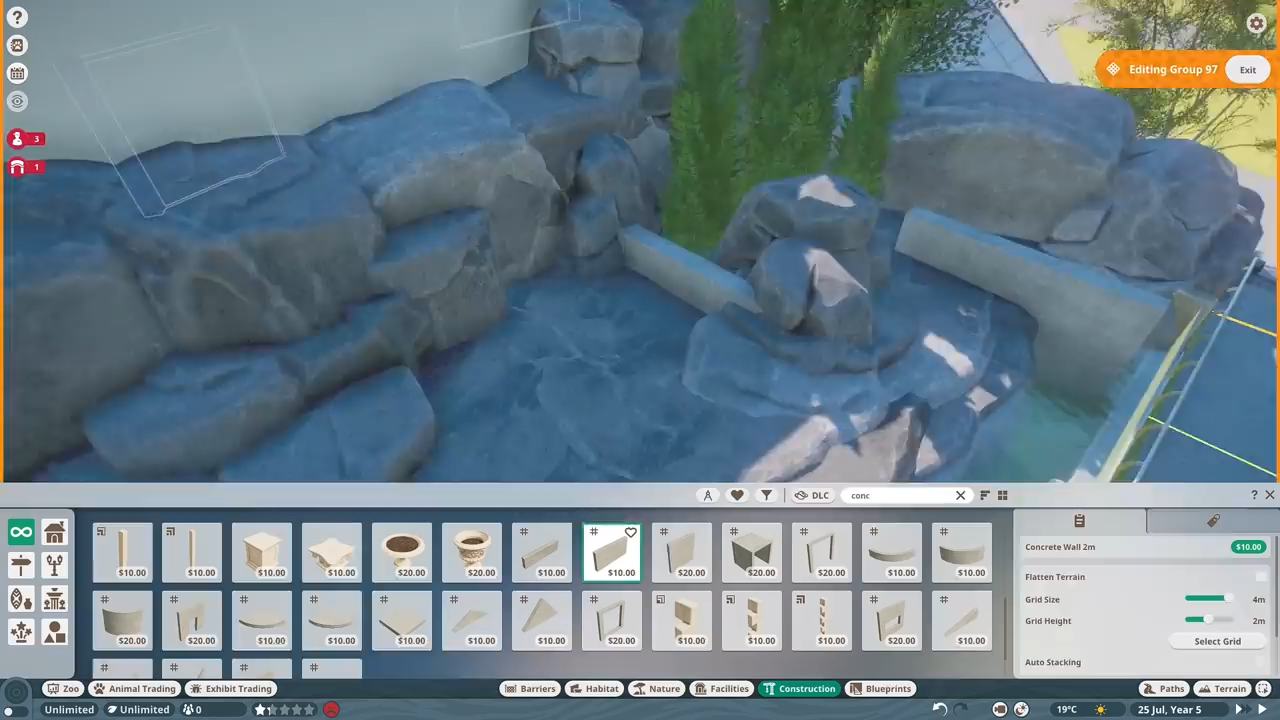 ?
Editing Group 97
Exit
3
1
DLC
conc
?
$10.00
$10.00
$10.00
$10.00
$20.00
$20.00
$10.00
$10.00
$20.00
$20.00
$20.00
$10.00
$10.00
$20.00
$20.00
$10.00
$10.00
$10.00
$10.00
$10.00
$20.00
$10.00
$10.00
$10.00
$20.00
$10.00
Concrete Wall 2m
$10.00
Flatten Terrain
Grid Size
4m
Grid Height
2m
Select Grid
Auto Stacking
Zoo
Animal Trading
Exhibit Trading
Barriers
Habitat
Nature
Facilities
Construction
Blueprints
Paths
Terrain
Unlimited
Unlimited
0
19°C
25 Jul, Year 5